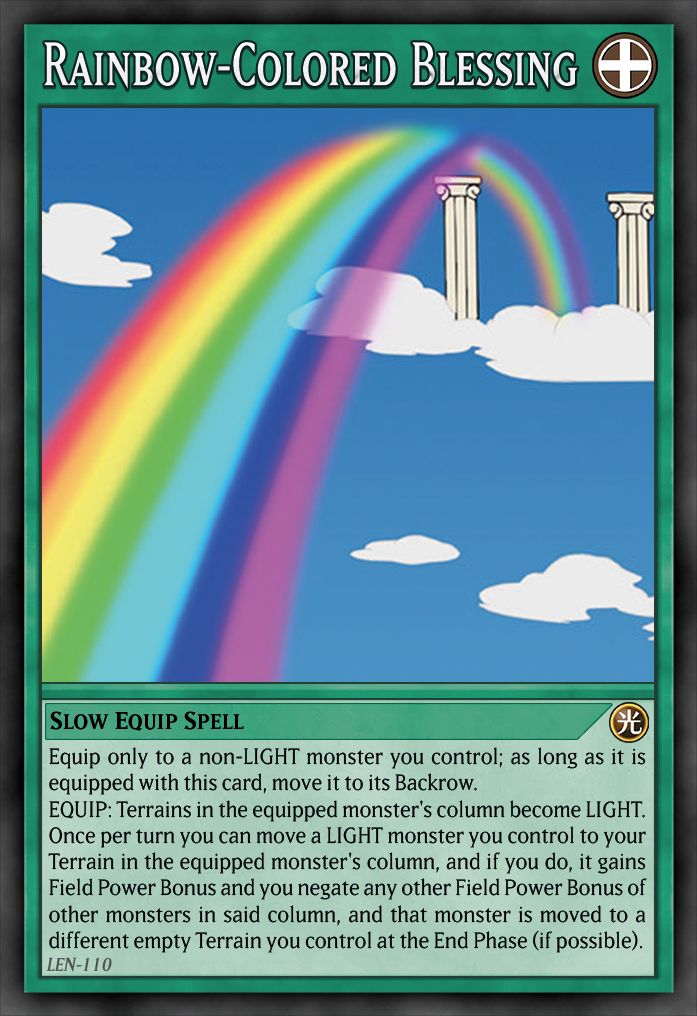 RAINBOW-COLORED BLESSING
SLOW EQUIP SPELL
光
Equip only to a non-LIGHT monster you control; as long as it is
equipped with this card, move it to its Backrow.
EQUIP: Terrains in the equipped monster's column become LIGHT.
Once per turn you can move a LIGHT monster you control to your
Terrain in the equipped monster's column, and if you do, it gains
Field Power Bonus and you negate any other Field Power Bonus of
other monsters in said column, and that monster is moved to a
different empty Terrain you control at the End Phase (if possible).
LEN-110